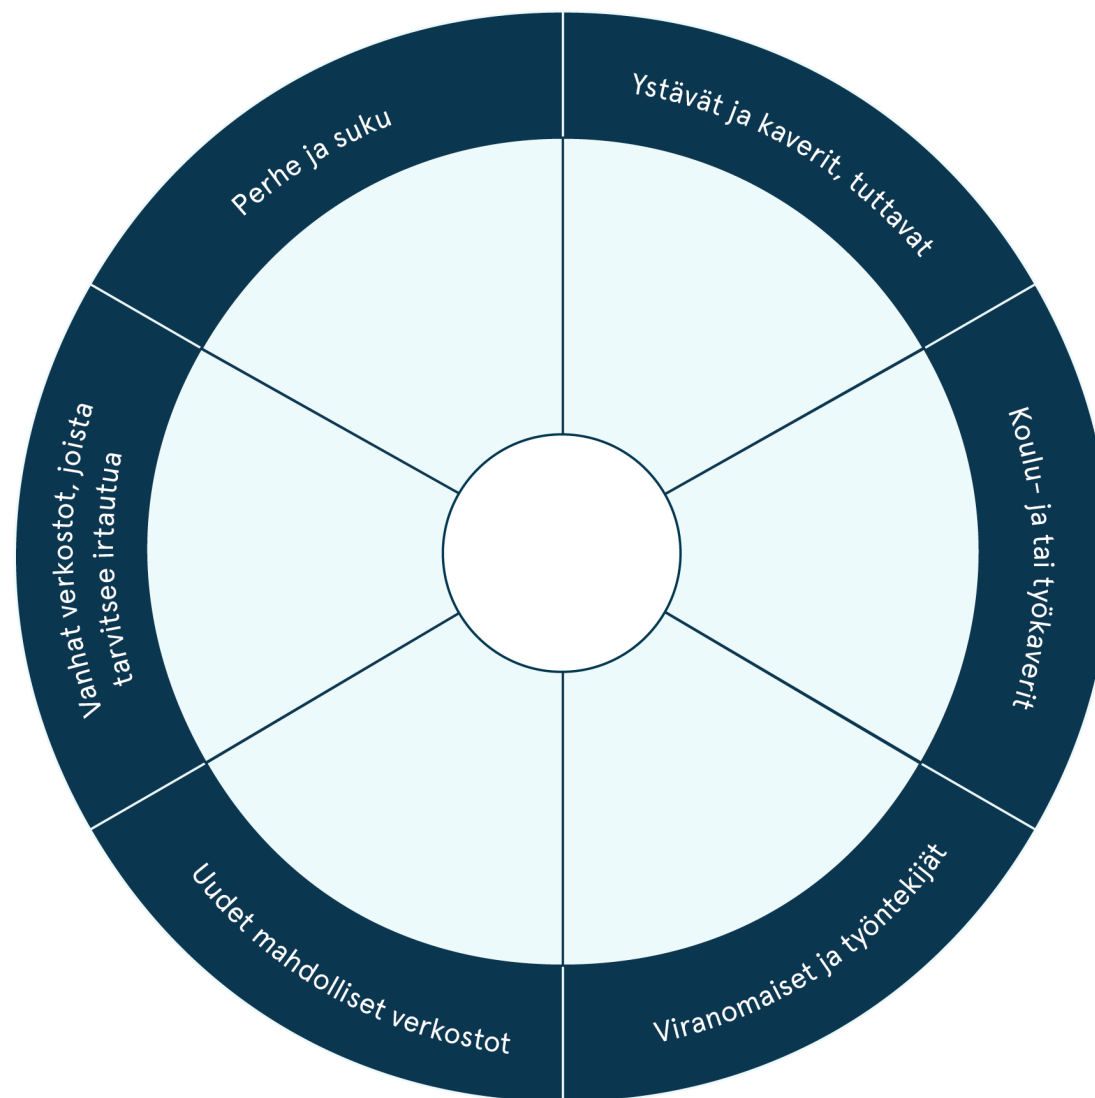 Perhe ja suku
Ystävät ja kaverit, tuttavat
Koulu- ja tai työkaverit
Viranomaiset ja työntekijät
Uudet mahdolliset verkostot
Vanhat verkostot, joista
tarvitsee irtautua